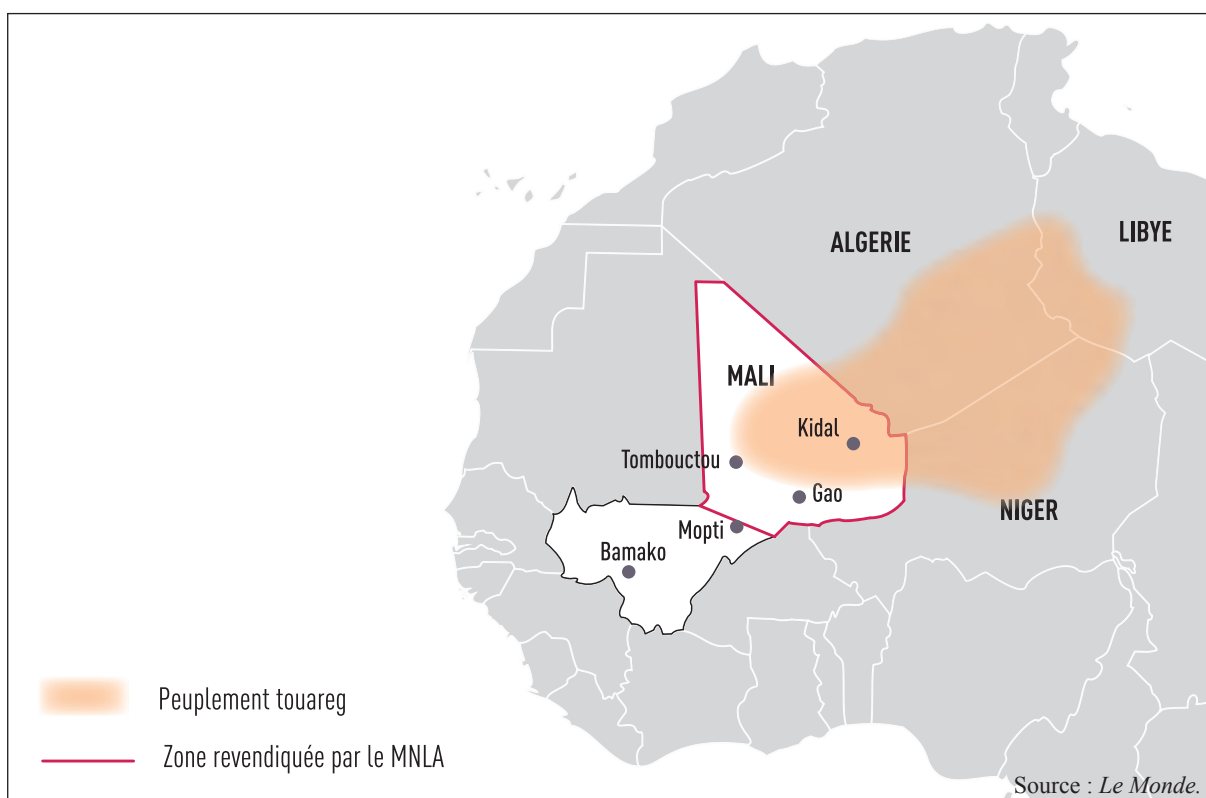 ALGERIE
LIBYE
MALI
Kidal
Tombouctou
Gao
NIGER
Mopti
Bamako
Peuplement touareg
Zone revendiquée par le MNLA
Source : Le Monde.